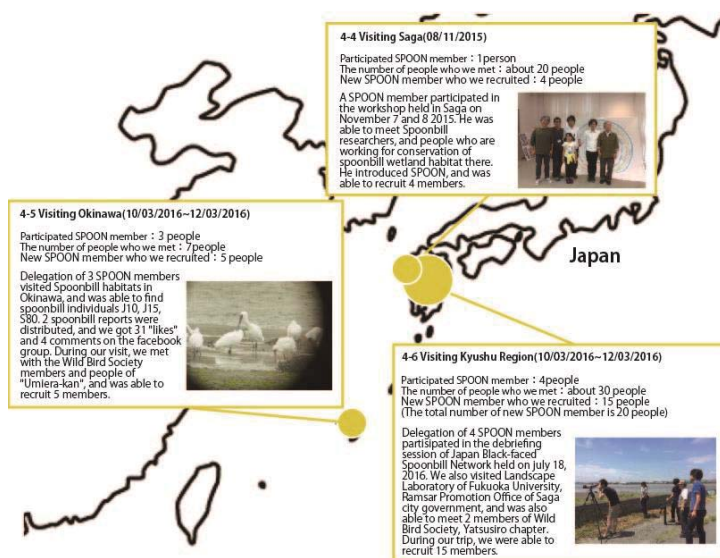 4-4 Visiting Saga(08/11/2015)
Participated SPOON member：1person
The number of people who we met：about 20 people
New SPOON member who we recruited：4 people
A SPOON member participated in
the workshop held in Saga on
November 7 and 8 2015. He was
able to meet Spoonbill
researchers, and people who are
working for conservation of
spoonbill wetland habitat there.
He introduced SPOON, and was
able to recruit 4 members.
4-5 Visiting Okinawa(10/03/2016~12/03/2016)
Participated SPOON member：3 people
The number of people who we met：7people
New SPOON member who we recruited：5 people
Delegation of 3 SPOON members
visited Spoonbill habitats in
Okinawa, and was able to find
spoonbill individuals J10, J15,
S80. 2 spoonbill reports were
distributed, and we got 31 "likes"
and 4 comments on the facebook
group. During our visit, we met
with the Wild Bird Society
members and people of
"Umiera-kan", and was able to
recruit 5 members.
Japan
4-6 Visiting Kyushu Region(10/03/2016~12/03/2016)
Participated SPOON member：4people
The number of people who we met：about 30 people
New SPOON member who we recruited：15 people
(The total number of new SPOON member is 20 people)
Delegation of 4 SPOON members
partisipated in the debriefing
session of Japan Black-faced
Spoonbill Network held on july 18,
2016. We also visited Landscape
Laboratory of Fukuoka University,
Ramsar Promotion Office of Saga
city government, and was also
able to meet 2 members of Wild
Bird Society, Yatsusiro chapter.
During our trip, we were able to
recruit 15 members.